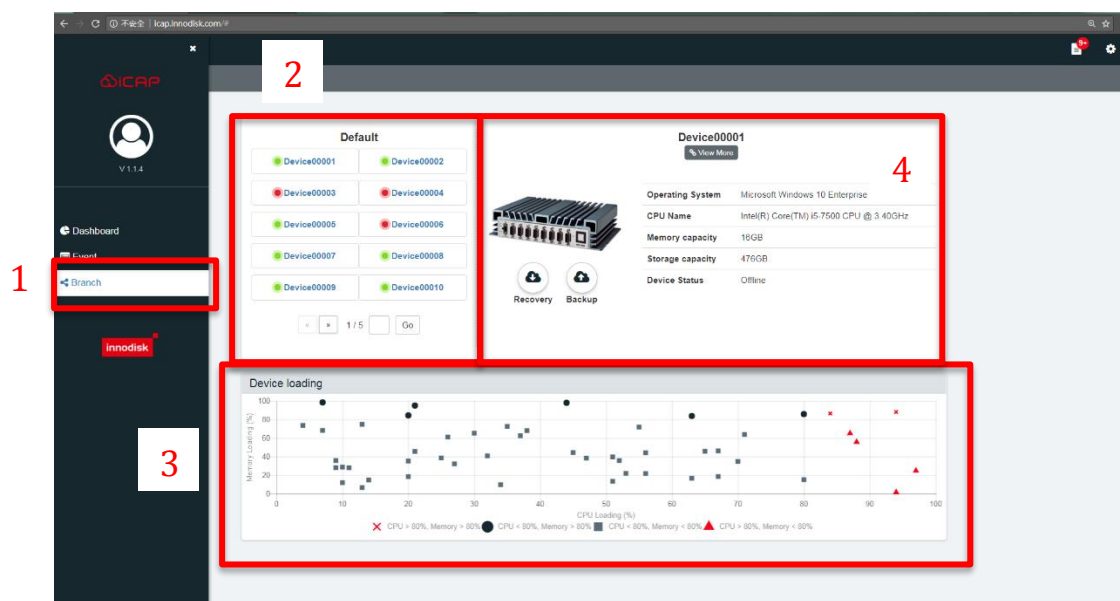 不安全 | icap.innodisk.com/#
9+
iCAP
V 1.1.4
Dashboard
Event
Branch
innodisk
1
2
3
4
Default
Device00001 Device00002
Device00003 Device00004
Device00005 Device00006
Device00007 Device00008
Device00009 Device00010
1 / 5 Go
Device00001
View More
Operating System Microsoft Windows 10 Enterprise
CPU Name Intel(R) Core(TM) i5-7500 CPU @ 3.40GHz
Memory capacity 16GB
Storage capacity 476GB
Device Status Offline
Recovery Backup
Device loading
Memory Loading (%)
100
80
60
40
20
0
0 10 20 30 40 50 60 70 80 90 100
CPU Loading (%)
CPU > 80%, Memory > 80% CPU < 80%, Memory > 80% CPU < 80%, Memory < 80% CPU > 80%, Memory < 80%